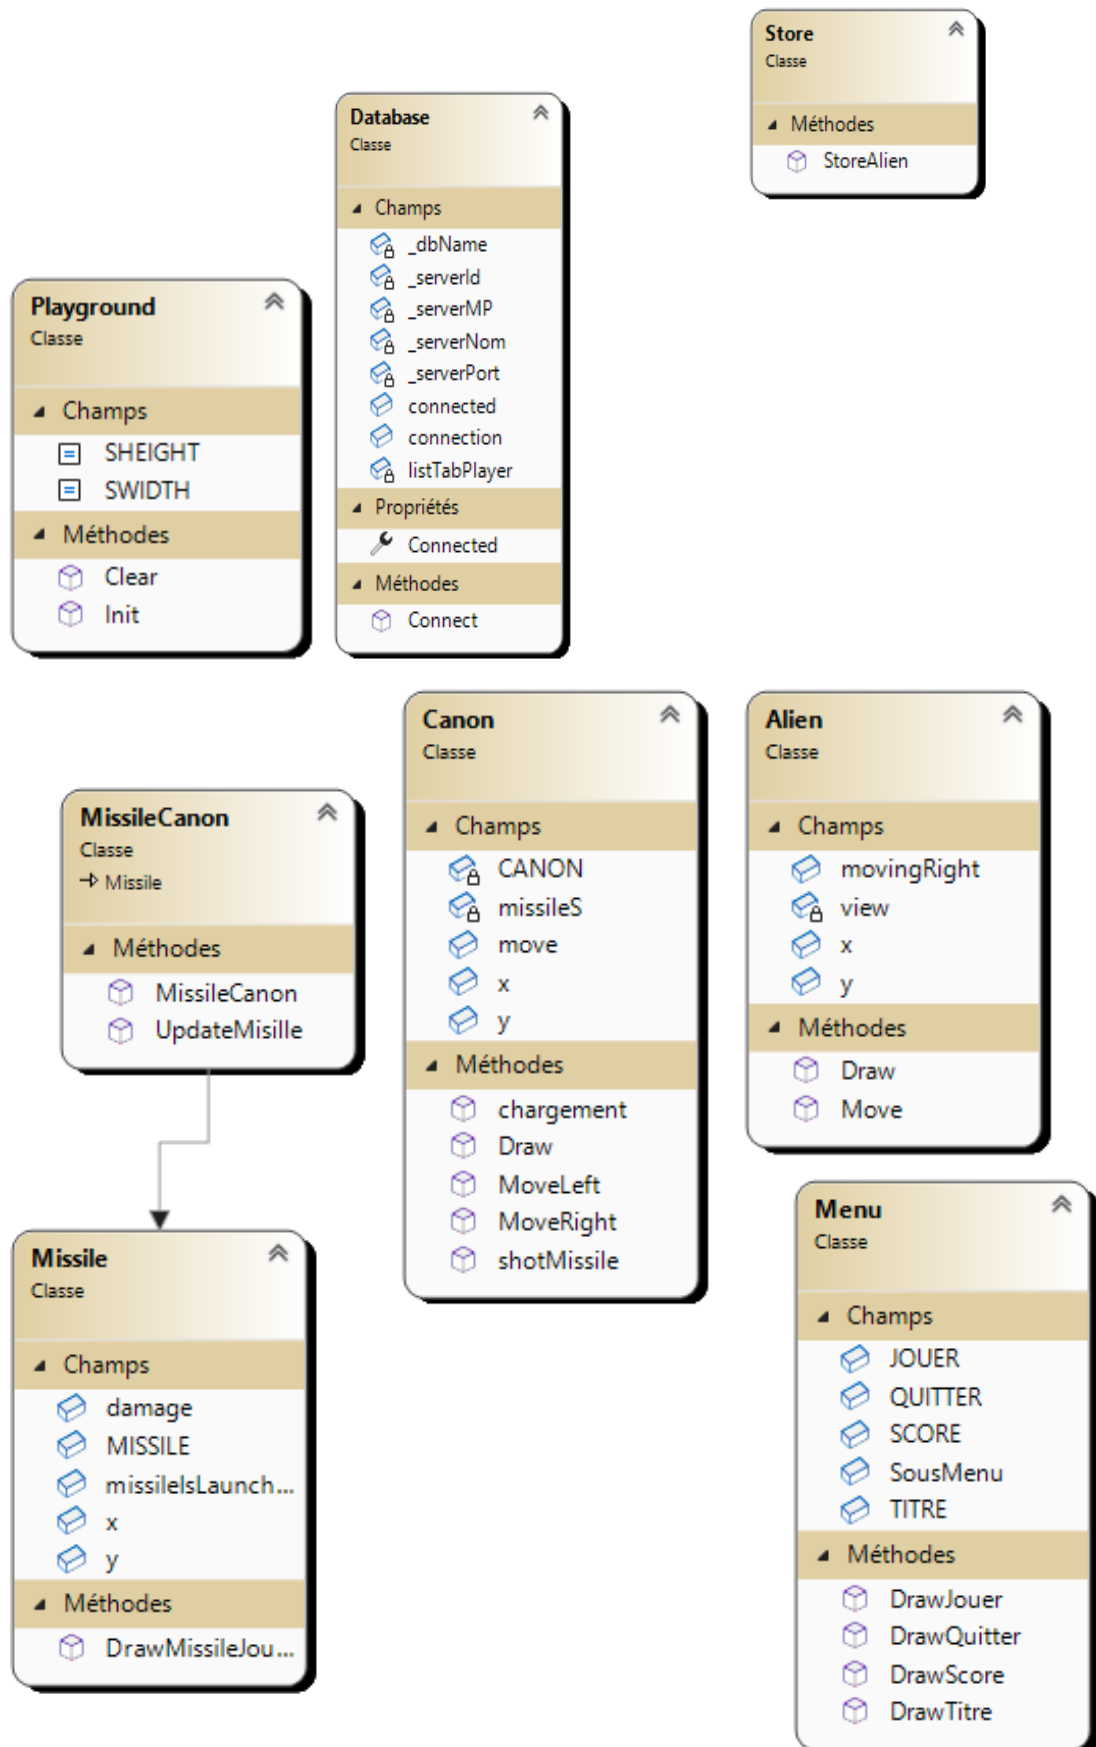 Store
Classe
Méthodes
StoreAlien
Database
Classe
Champs
_dbName
_serverId
_serverMP
_serverNom
_serverPort
connected
connection
listTabPlayer
Propriétés
Connected
Méthodes
Connect
Playground
Classe
Champs
SHEIGHT
SWIDTH
Méthodes
Clear
Init
Canon
Classe
Champs
CANON
missileS
move
x
y
Méthodes
chargement
Draw
MoveLeft
MoveRight
shotMissile
Alien
Classe
Champs
movingRight
view
x
y
Méthodes
Draw
Move
MissileCanon
Classe
Missile
Méthodes
MissileCanon
UpdateMisille
Missile
Classe
Champs
damage
MISSILE
missileIsLaunch...
x
y
Méthodes
DrawMissileJou...
Menu
Classe
Champs
JOUER
QUITTER
SCORE
SousMenu
TITRE
Méthodes
DrawJouer
DrawQuitter
DrawScore
DrawTitre